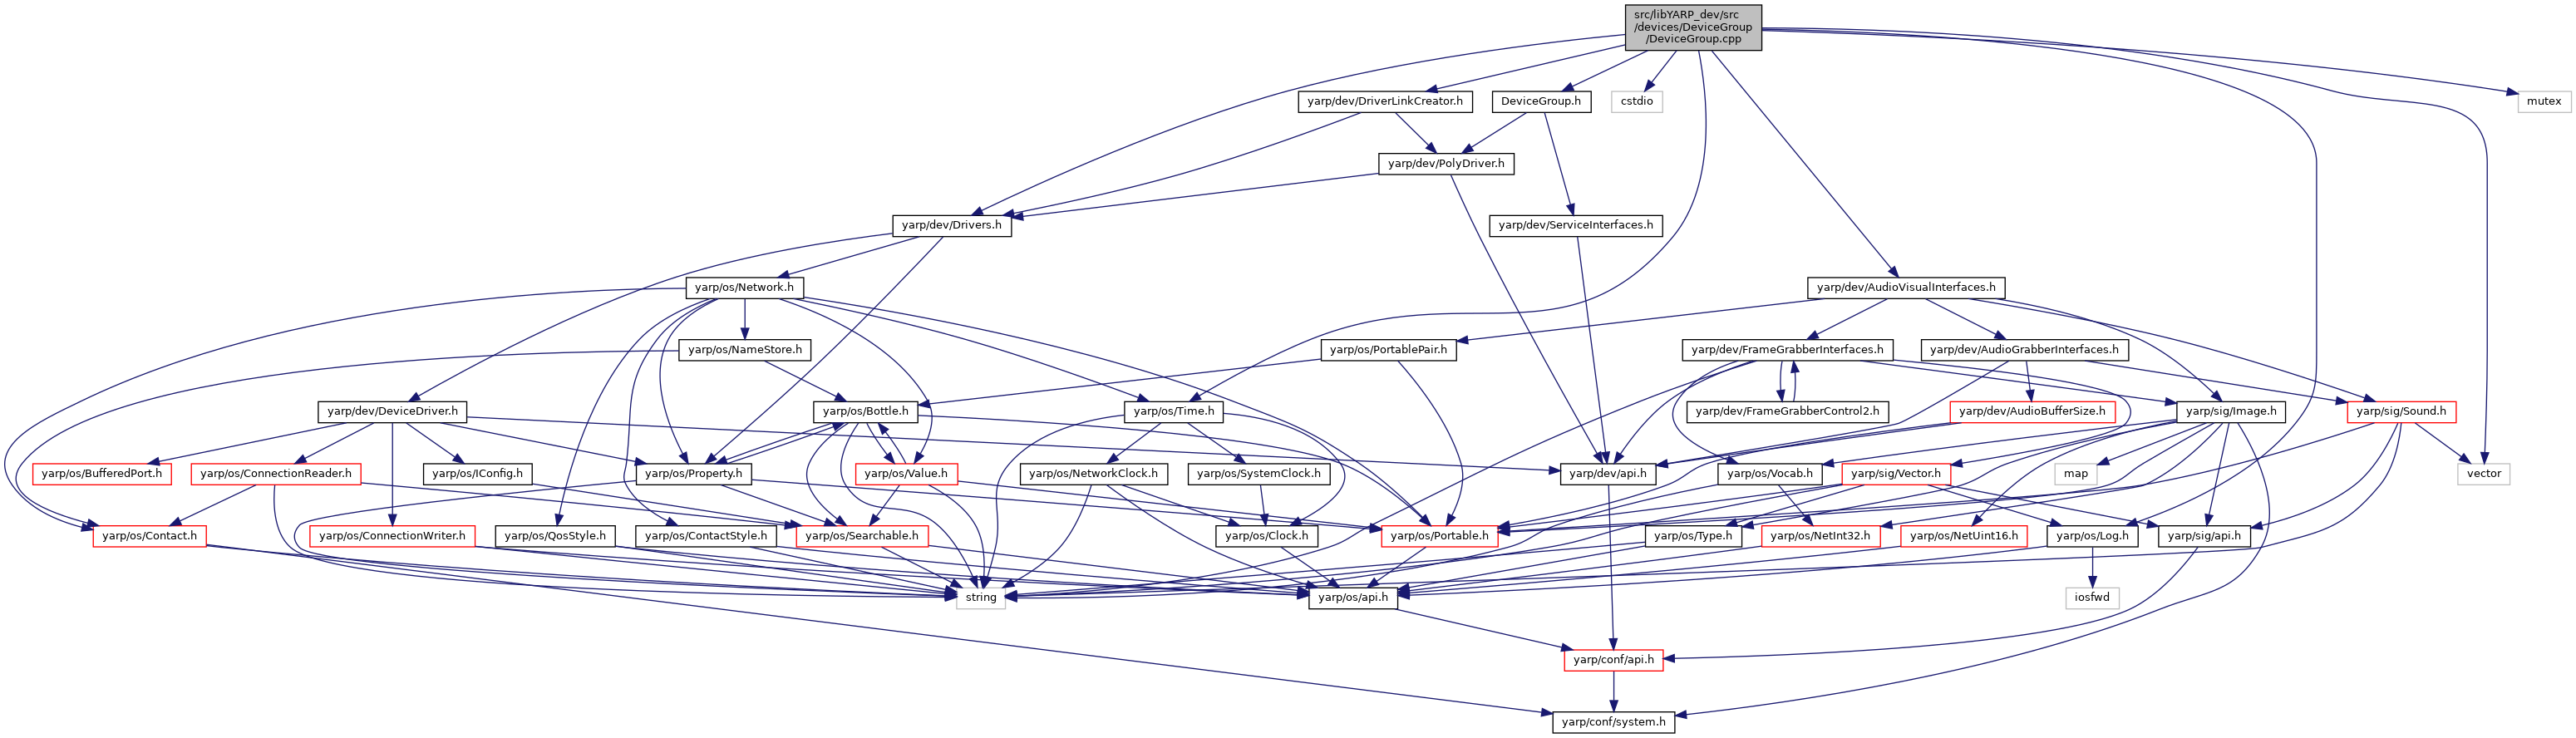 src/libYARP_dev/src
/devices/DeviceGroup
/DeviceGroup.cpp
yarp/dev/DriverLinkCreator.h
DeviceGroup.h
cstdio
mutex
yarp/dev/PolyDriver.h
yarp/dev/Drivers.h
yarp/dev/ServiceInterfaces.h
yarp/os/Network.h
yarp/dev/AudioVisualInterfaces.h
yarp/os/NameStore.h
yarp/os/PortablePair.h
yarp/dev/FrameGrabberInterfaces.h
yarp/dev/AudioGrabberInterfaces.h
yarp/dev/DeviceDriver.h
yarp/os/Bottle.h
yarp/os/Time.h
yarp/dev/FrameGrabberControl2.h
yarp/dev/AudioBufferSize.h
yarp/sig/Image.h
yarp/sig/Sound.h
yarp/os/BufferedPort.h
yarp/os/ConnectionReader.h
yarp/os/IConfig.h
yarp/os/Property.h
yarp/os/Value.h
yarp/os/NetworkClock.h
yarp/os/SystemClock.h
yarp/dev/api.h
yarp/os/Vocab.h
yarp/sig/Vector.h
map
vector
yarp/os/Contact.h
yarp/os/ConnectionWriter.h
yarp/os/QosStyle.h
yarp/os/ContactStyle.h
yarp/os/Searchable.h
yarp/os/Clock.h
yarp/os/Portable.h
yarp/os/Type.h
yarp/os/NetInt32.h
yarp/os/NetUint16.h
yarp/os/Log.h
yarp/sig/api.h
string
yarp/os/api.h
iosfwd
yarp/conf/api.h
yarp/conf/system.h